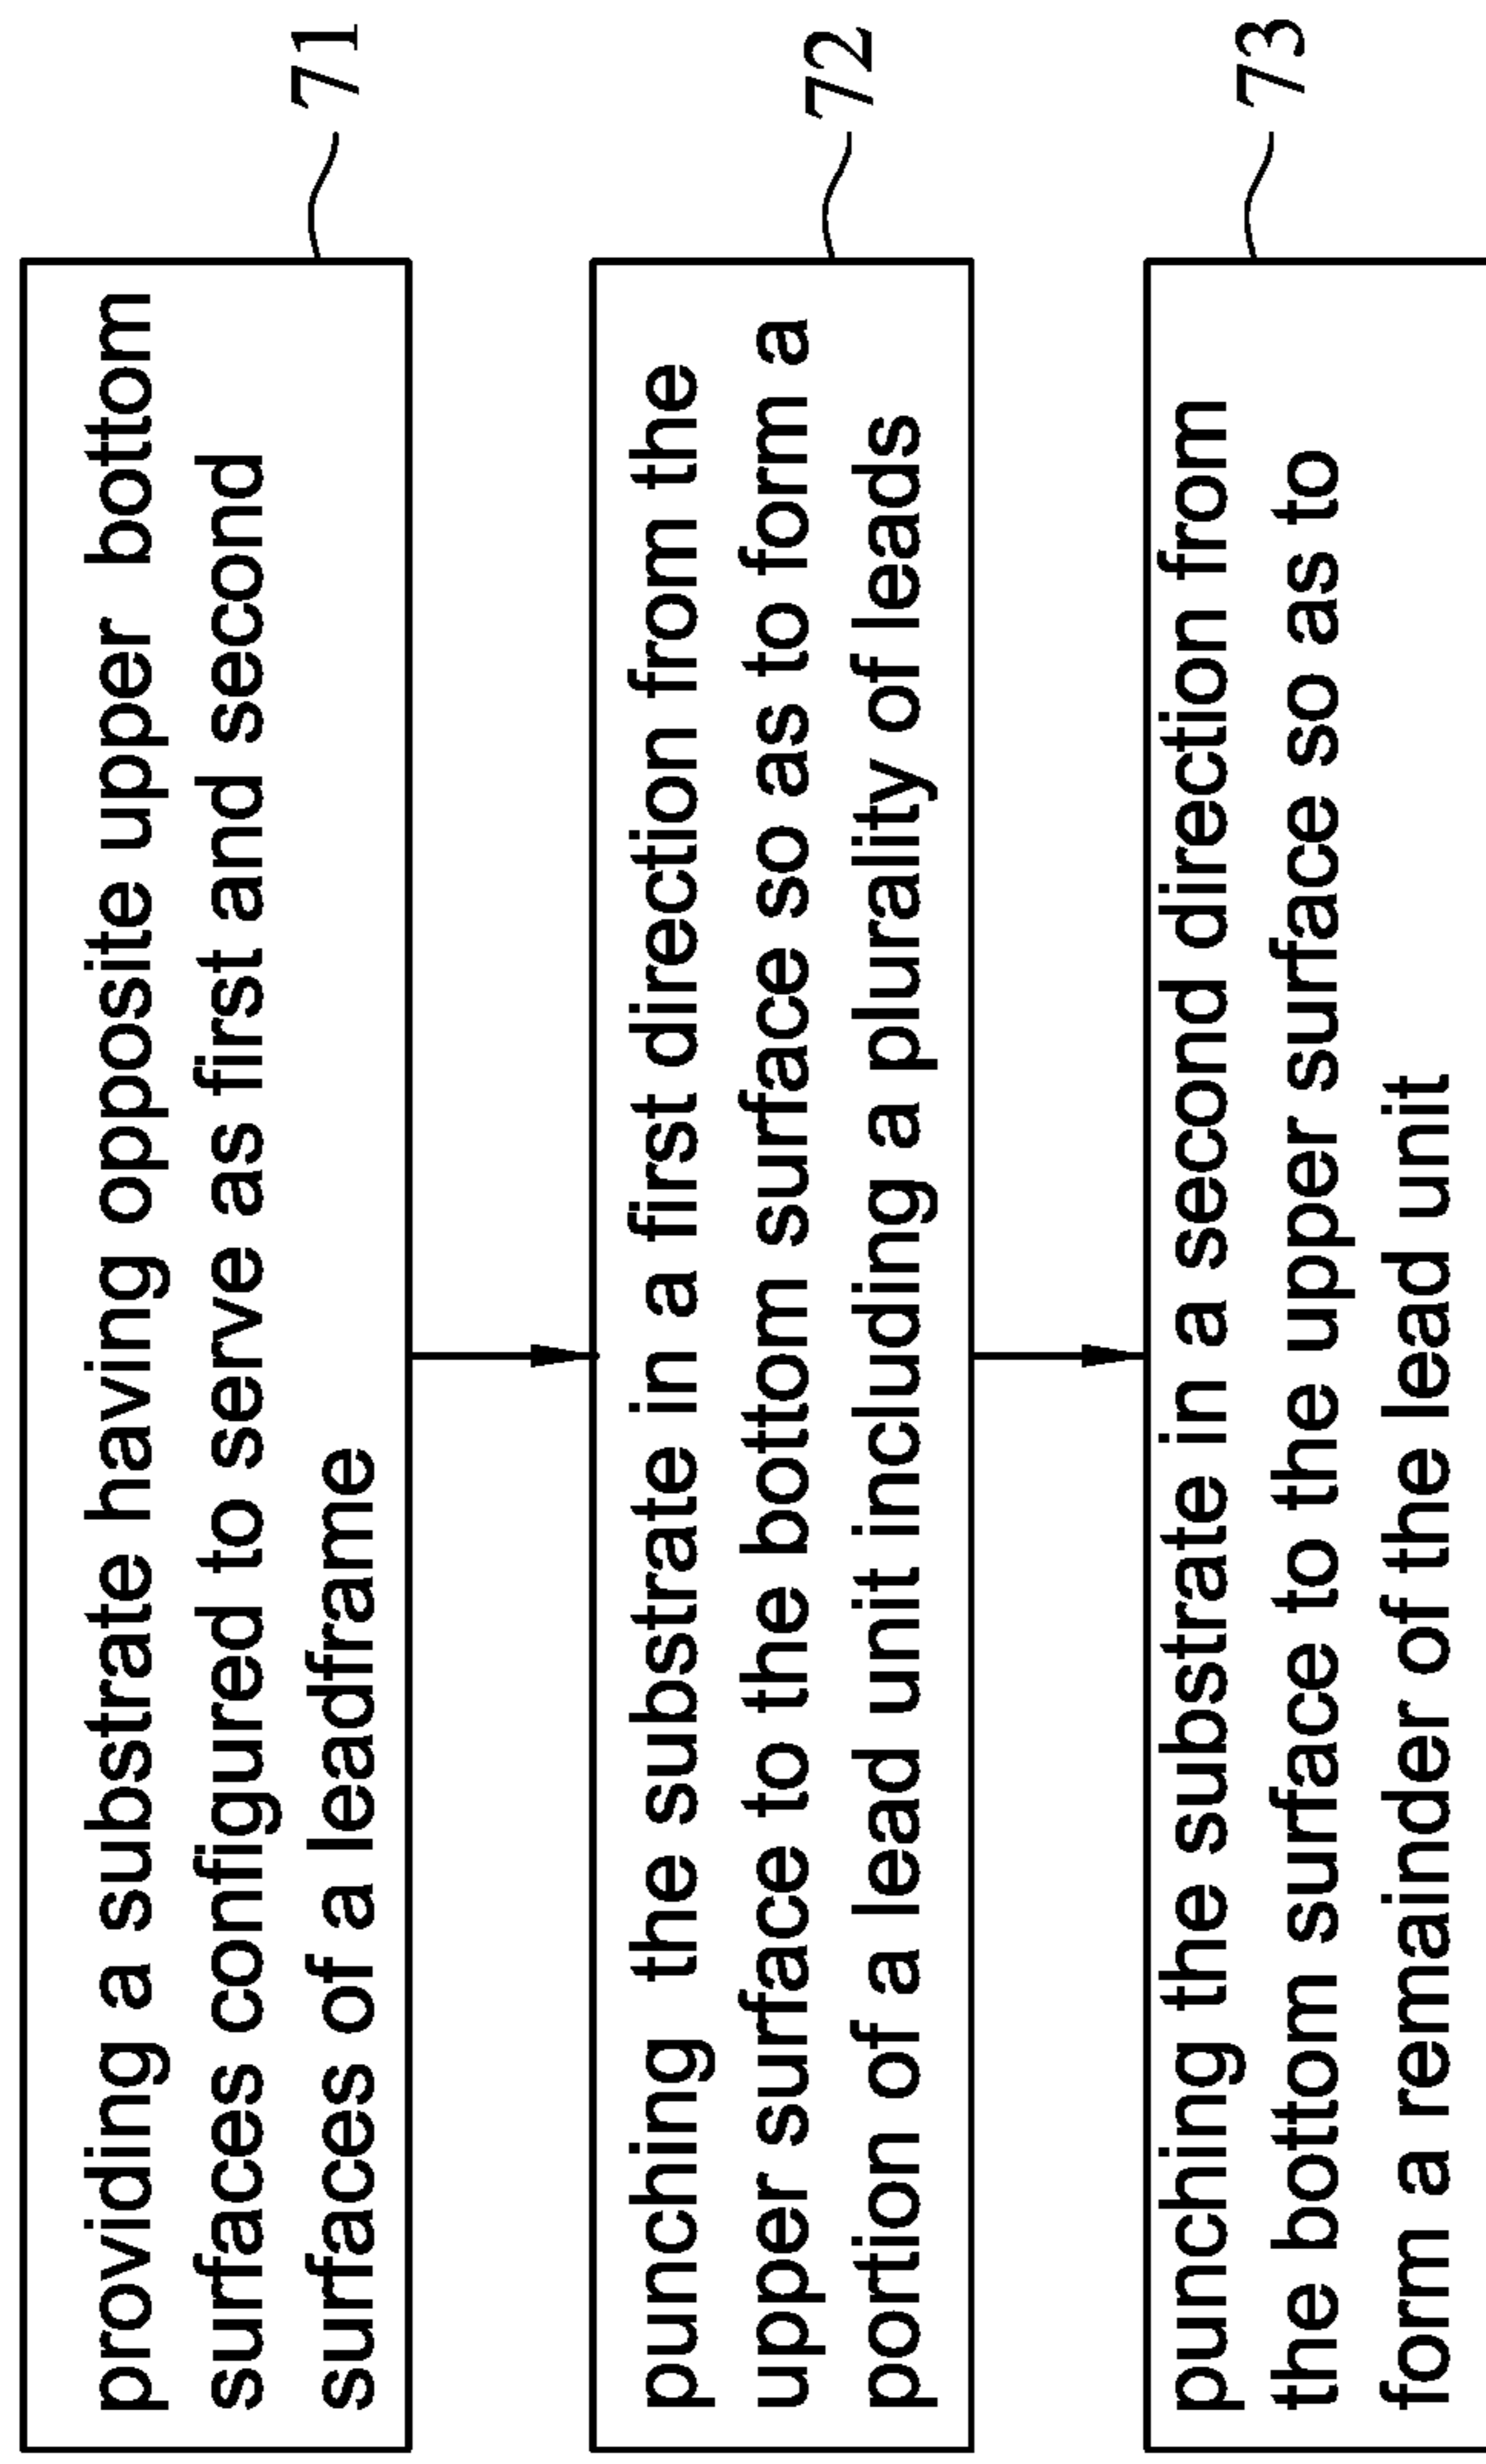 providing a substrate having opposite upper bottom
surfaces configured to serve as first and second
surfaces of a leadframe
71
punching the substrate in a first direction from the
upper surface to the bottom surface so as to form a
portion of a lead unit including a plurality of leads
72
punching the substrate in a second direction from
the bottom surface to the upper surface so as to
form a remainder of the lead unit
73